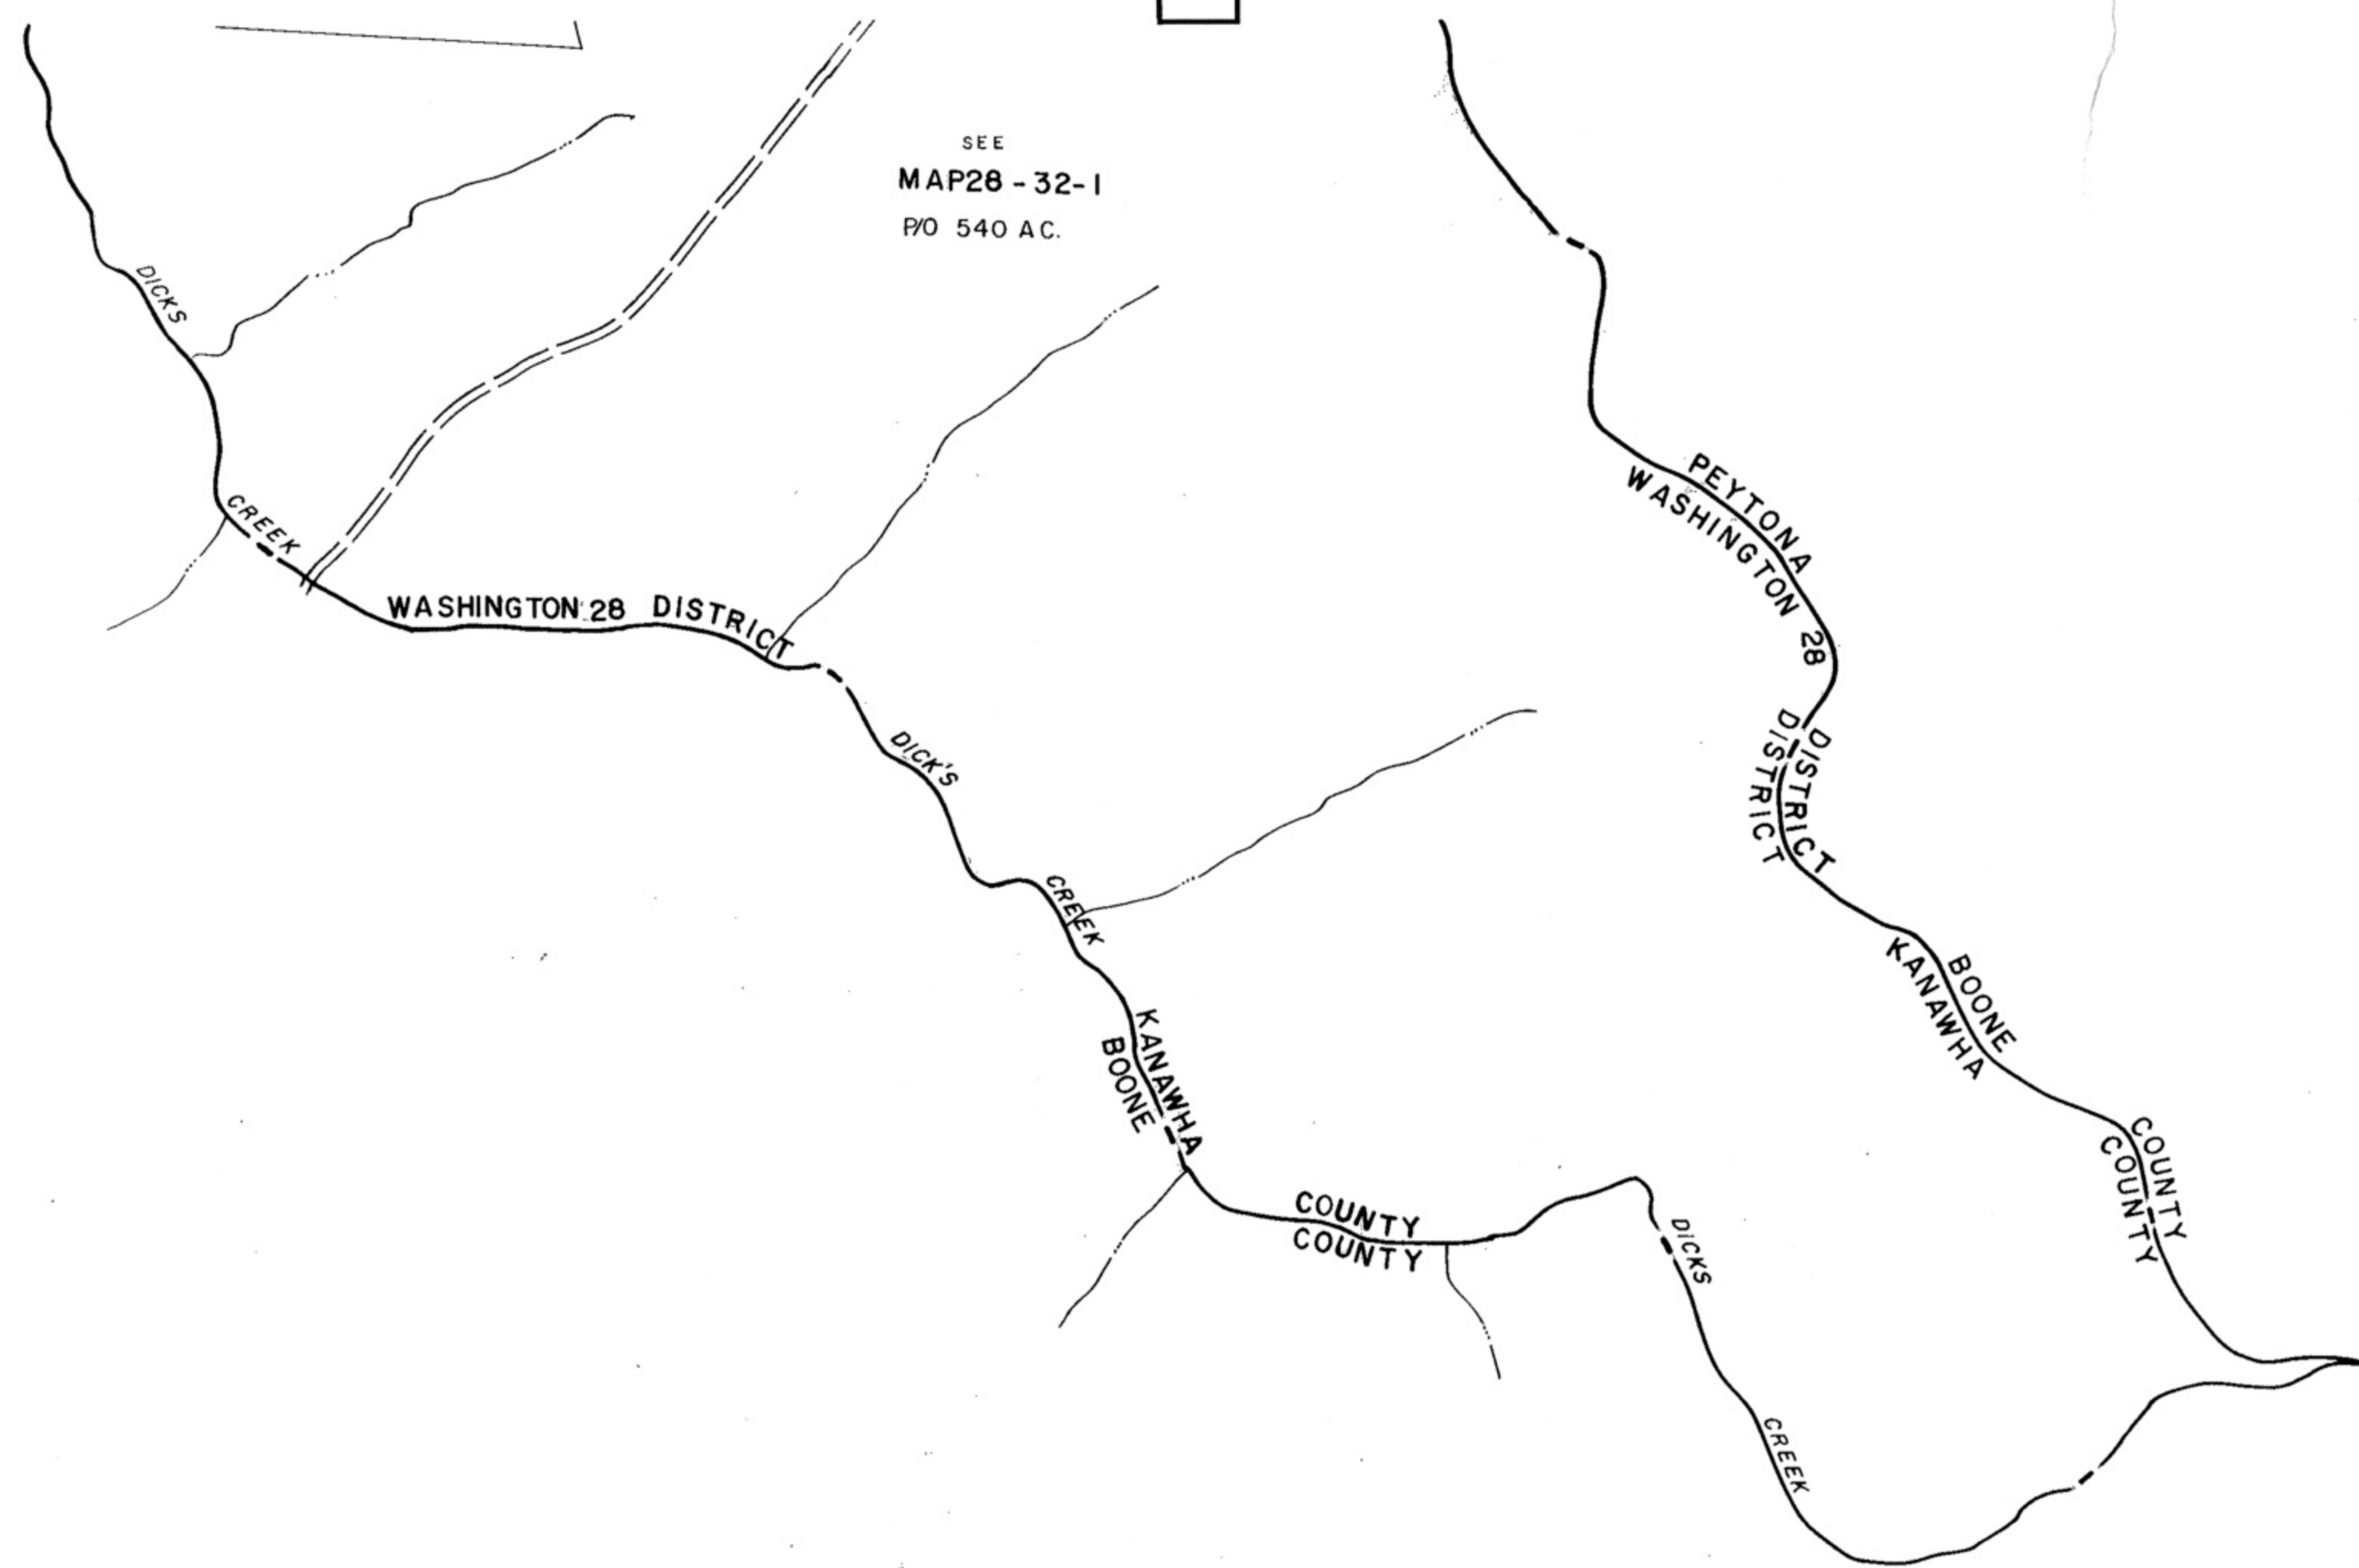 SEE
MAP28-32-1
P/O 540 AC.
DICKS
CREEK
WASHINGTON 28 DISTRICT
PEYTONA
WASHINGTON 28
DISTRICT
DISTRICT
DICK'S
CREEK
KANAWHA
BOONE
BOONE
KANAWHA
COUNTY
COUNTY
COUNTY
COUNTY
DICKS
CREEK